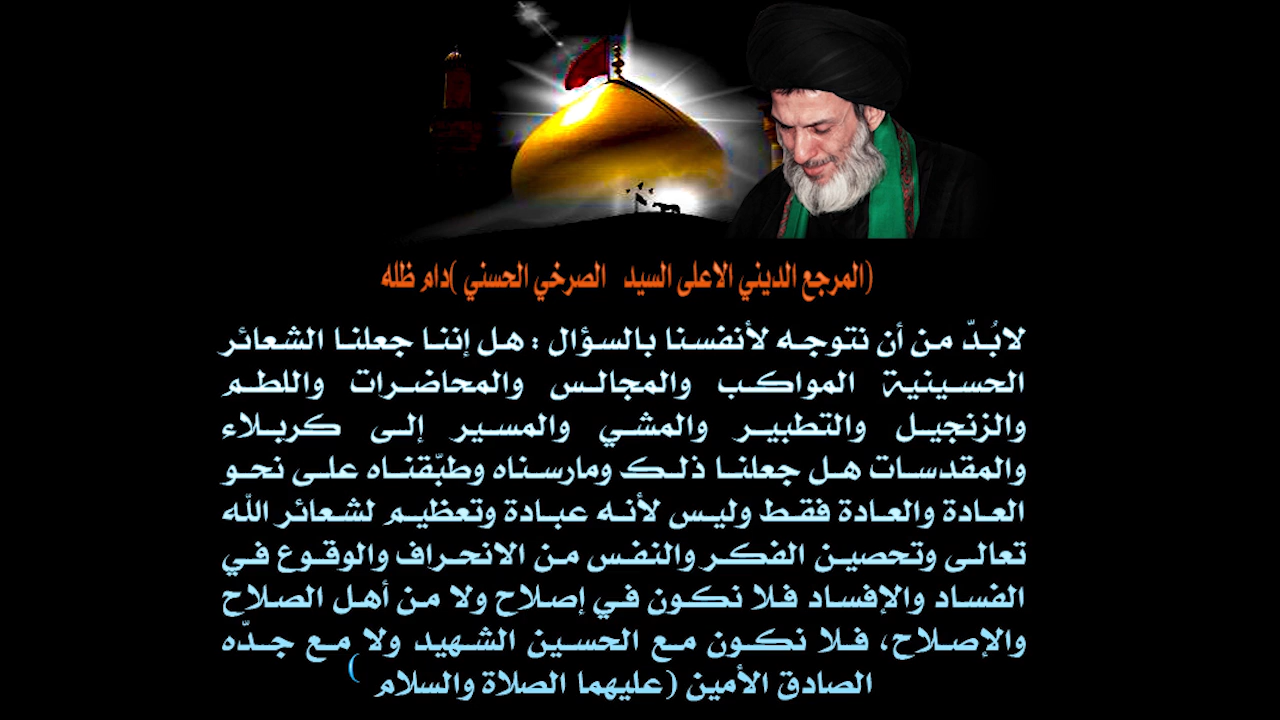 (المرجع الديني الاعلى السيد الصرخي الحسني )دام ظله
لابُدّ من أن نتوجه لأنفسنا بالسؤال : هل إننا جعلنا الشعائر
الحسينية المواكب والمجالس والمحاضرات واللطم
والزنجيل والتطبير والمشي والمسير إلى كربلاء
والمقدسات هل جعلنا ذلك ومارسناه وطبّقناه على نحو
العادة والعادة فقط وليس لأنه عبادة وتعظيم لشعائر الله
تعالى وتحصين الفكر والنفس من الانحراف والوقوع في
الفساد والإفساد فلا نكون في إصلاح ولا من أهل الصلاح
والإصلاح، فلا نكون مع الحسين الشهيد ولا مع جدّه
الصادق الأمين (عليهما الصلاة والسلام )